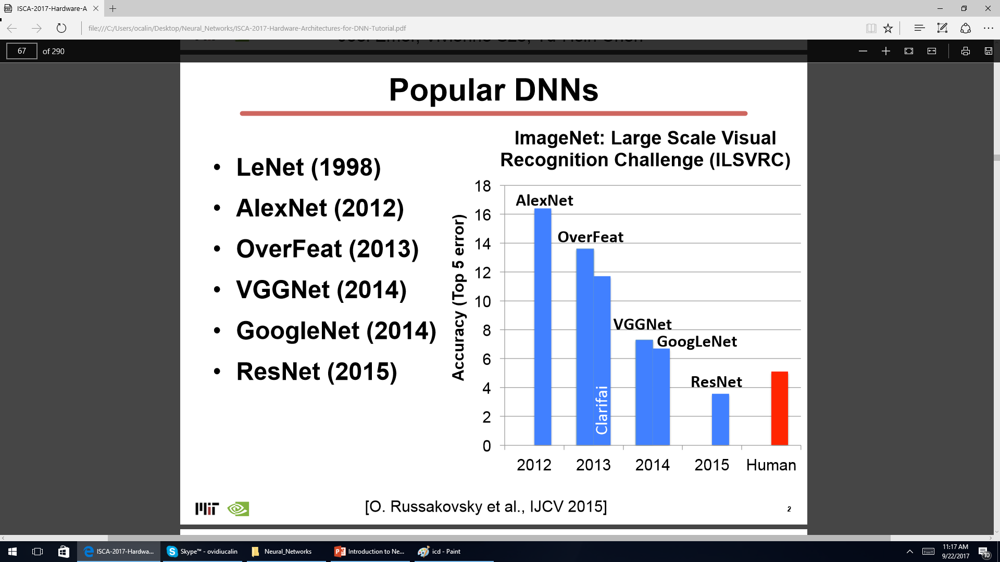 ISCA-2017-Hardware-A
file:///C:/Users/ocalin/Desktop/Neural_Networks/ISCA-2017-Hardware-Architectures-for-DNN-Tutorial.pdf
67 of 290
Popular DNNs
• LeNet (1998)
• AlexNet (2012)
• OverFeat (2013)
• VGGNet (2014)
• GoogleNet (2014)
• ResNet (2015)
ImageNet: Large Scale Visual
Recognition Challenge (ILSVRC)
Accuracy (Top 5 error)
18
16
14
12
10
8
6
4
2
0
AlexNet
OverFeat
Clarifai
VGGNet
GoogLeNet
ResNet
2012 2013 2014 2015 Human
MIT
[O. Russakovsky et al., IJCV 2015]
2
ISCA-2017-Hardwa...
Skype™ - ovidiucalin
Neural_Networks
Introduction to Ne...
icd - Paint
11:17 AM
9/22/2017
10